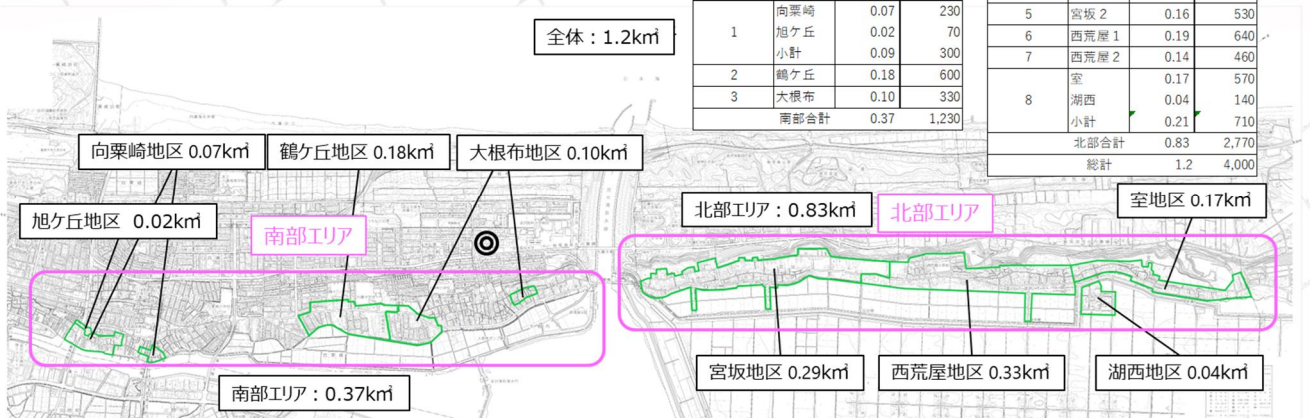 全体：1.2k㎡
1 向粟崎 0.07 230
旭ケ丘 0.02 70
小計 0.09 300
2 鶴ケ丘 0.18 600
3 大根布 0.10 330
南部合計 0.37 1,230
5 宮坂２ 0.16 530
6 西荒屋１ 0.19 640
7 西荒屋２ 0.14 460
8 室 0.17 570
湖西 0.04 140
小計 0.21 710
北部合計 0.83 2,770
総計 1.2 4,000
向粟崎地区 0.07k㎡
鶴ケ丘地区 0.18k㎡
大根布地区 0.10k㎡
旭ケ丘地区 0.02k㎡
南部エリア
北部エリア：0.83k㎡
北部エリア
室地区 0.17k㎡
南部エリア：0.37k㎡
宮坂地区 0.29k㎡
西荒屋地区 0.33k㎡
湖西地区 0.04k㎡